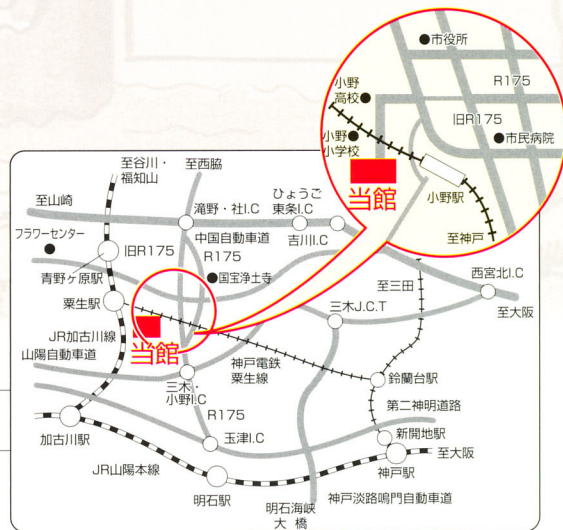 ●市役所
小野
高校●
R175
旧R175
小野●
小学校
●市民病院
当館
小野駅
至神戸
至谷川・
福知山
至西脇
至山崎
滝野・社I.C
ひょうご
東条I.C
吉川I.C
フラワーセンター
●
旧R175
中国自動車道
R175
青野ヶ原駅
●国宝浄土寺
西宮北I.C
粟生駅
至三田
三木J.C.T
至大阪
当館
JR加古川線
山陽自動車道
神戸電鉄
粟生線
三木・
小野I.C
鈴蘭台駅
R175
第二神明道路
新開地駅
加古川駅
玉津I.C
至大阪
神戸駅
JR山陽本線
明石駅
明石海峡
大橋
神戸淡路鳴門自動車道